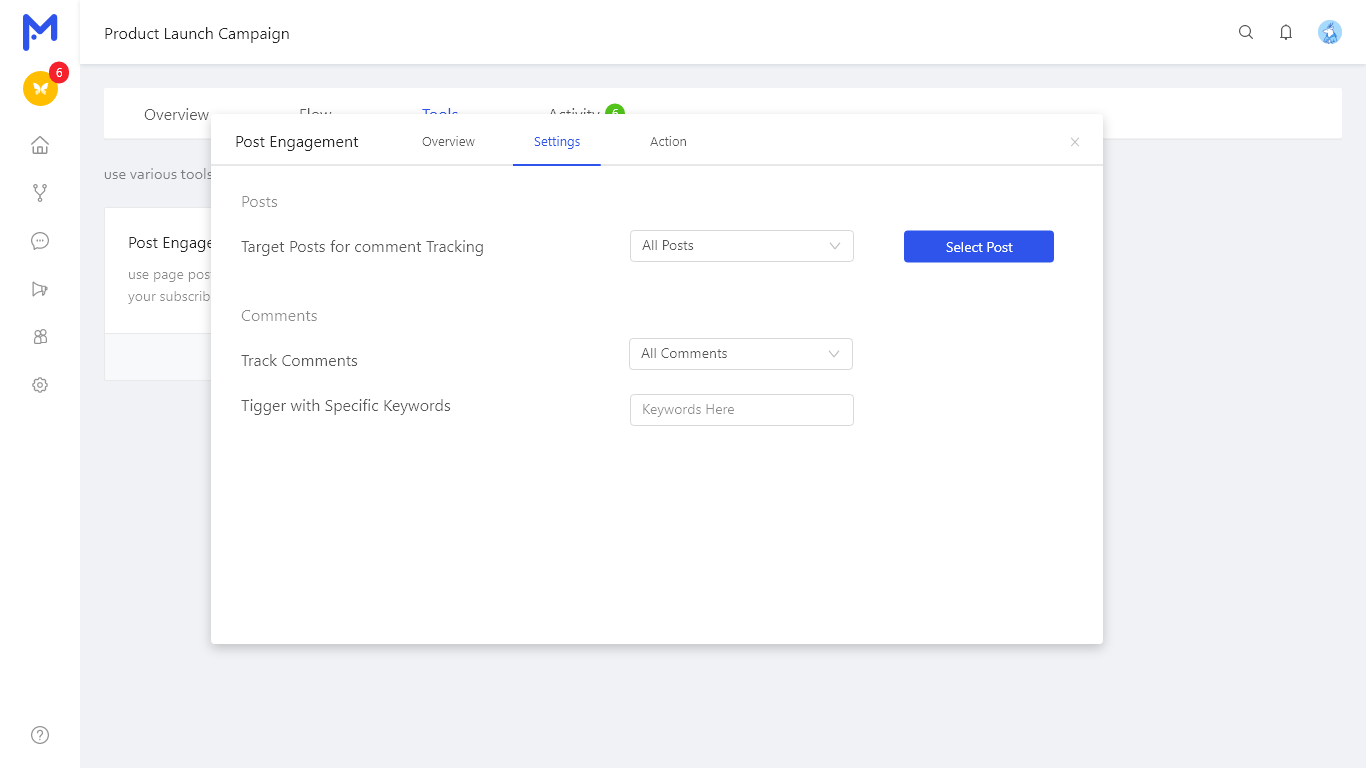 Product Launch Campaign
6
Overview
Flow
Tools
Activity 6
Post Engagement
Overview
Settings
Action
use various tools
Posts
Post Engage
use page pos
your subscrib
Target Posts for comment Tracking
All Posts
Select Post
Comments
Track Comments
All Comments
Tigger with Specific Keywords
Keywords Here